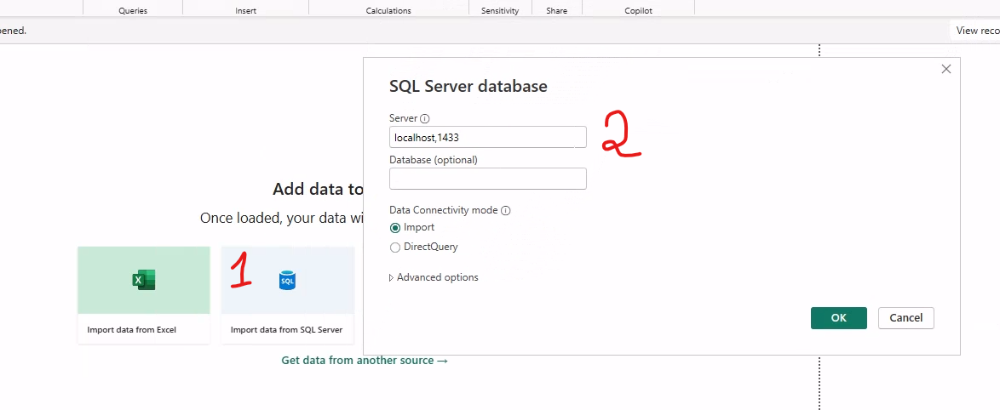 Queries Insert Calculations Sensitivity Share Copilot
pened.
View reco
SQL Server database
Server
localhost,1433
2
Database (optional)
Add data to
Once loaded, your data wi
Data Connectivity mode
Import
DirectQuery
1
SQL
X
Advanced options
Import data from Excel
Import data from SQL Server
OK
Cancel
Get data from another source →